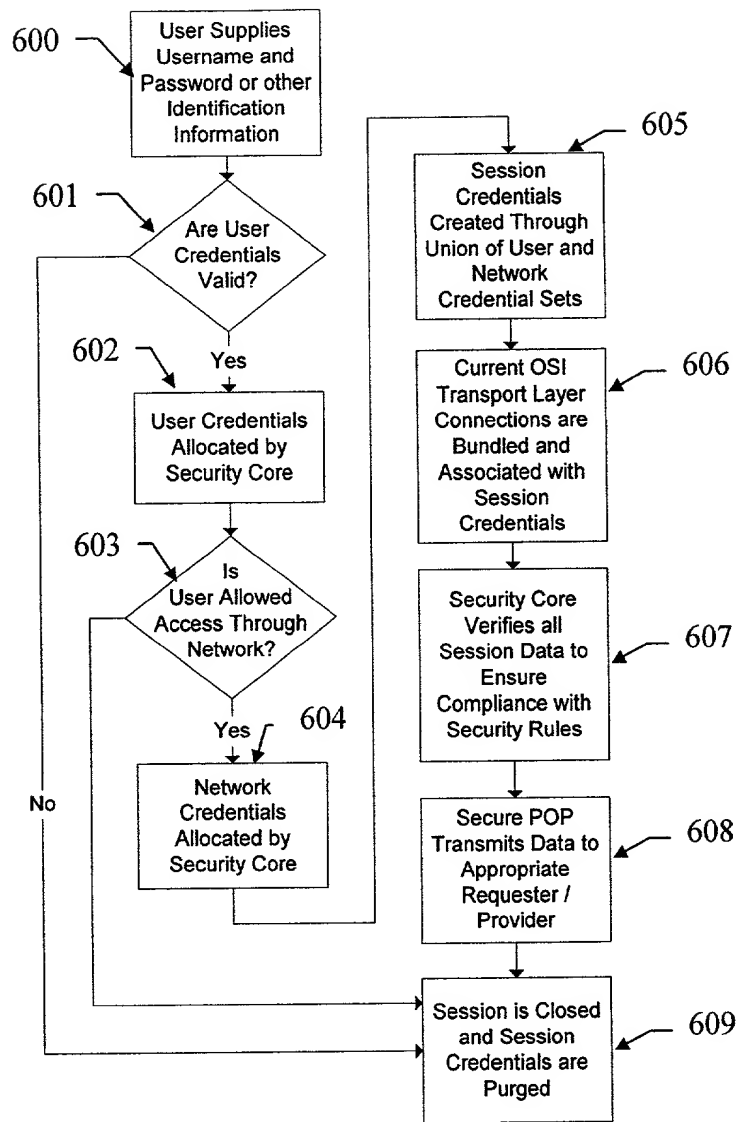 600
User Supplies
Username and
Password or other
Identification
Information
601
Are User
Credentials
Valid?
Yes
602
User Credentials
Allocated by
Security Core
603
Is
User Allowed
Access Through
Network?
Yes
604
Network
Credentials
Allocated by
Security Core
No
605
Session
Credentials
Created Through
Union of User and
Network
Credential Sets
606
Current OSI
Transport Layer
Connections are
Bundled and
Associated with
Session
Credentials
607
Security Core
Verifies all
Session Data to
Ensure
Compliance with
Security Rules
608
Secure POP
Transmits Data to
Appropriate
Requester /
Provider
609
Session is Closed
and Session
Credentials are
Purged